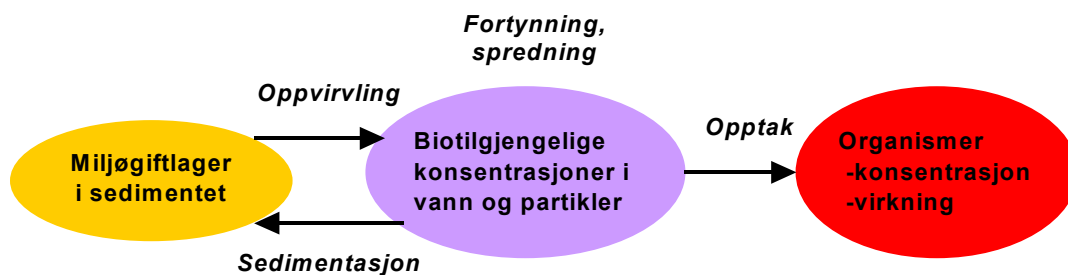 Fortynning,
spredning
Oppvirvling
Opptak
Miljøgiftlager
i sedimentet
Biotilgjengelige
konsentrasjoner i
vann og partikler
Organismer
-konsentrasjon
-virkning
Sedimentasjon